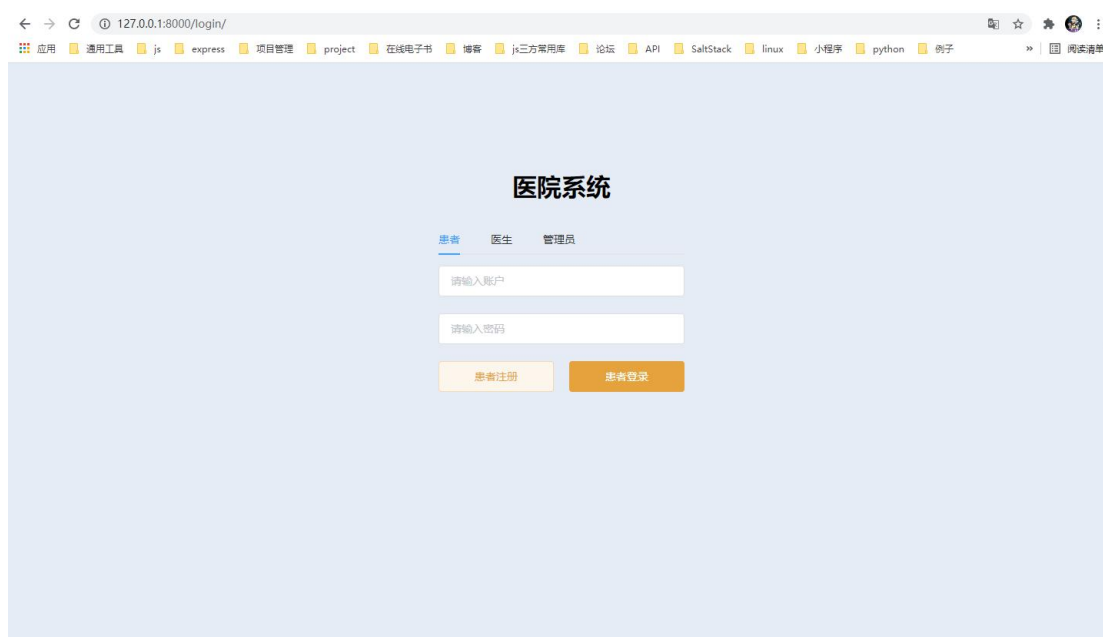 127.0.0.1:8000/login/
应用 通用工具 js express 项目管理 project 在线电子书 博客 js三方常用库 论坛 API SaltStack linux 小程序 python 例子 » 阅读清单
医院系统
患者 医生 管理员
请输入账户
请输入密码
患者注册 患者登录